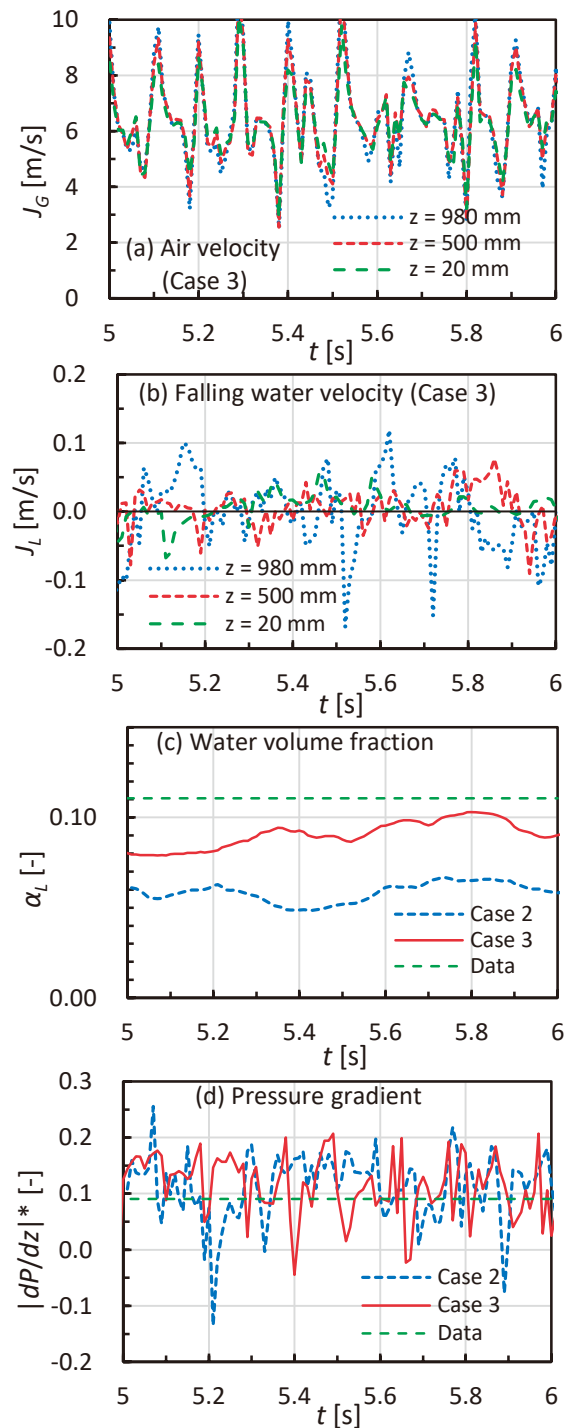 10
8
6
4
2
0
J_G [m/s]
z = 980 mm
z = 500 mm
z = 20 mm
(a) Air velocity
(Case 3)
5 5.2 5.4 5.6 5.8 6
t [s]
0.2
0.1
0.0
-0.1
-0.2
J_L [m/s]
(b) Falling water velocity (Case 3)
z = 980 mm
z = 500 mm
z = 20 mm
5 5.2 5.4 5.6 5.8 6
t [s]
(c) Water volume fraction
0.10
0.00
α_L [-]
Case 2
Case 3
Data
5 5.2 5.4 5.6 5.8 6
t [s]
0.3
0.2
0.1
0.0
-0.1
-0.2
|dP/dz|* [-]
(d) Pressure gradient
Case 2
Case 3
Data
5 5.2 5.4 5.6 5.8 6
t [s]